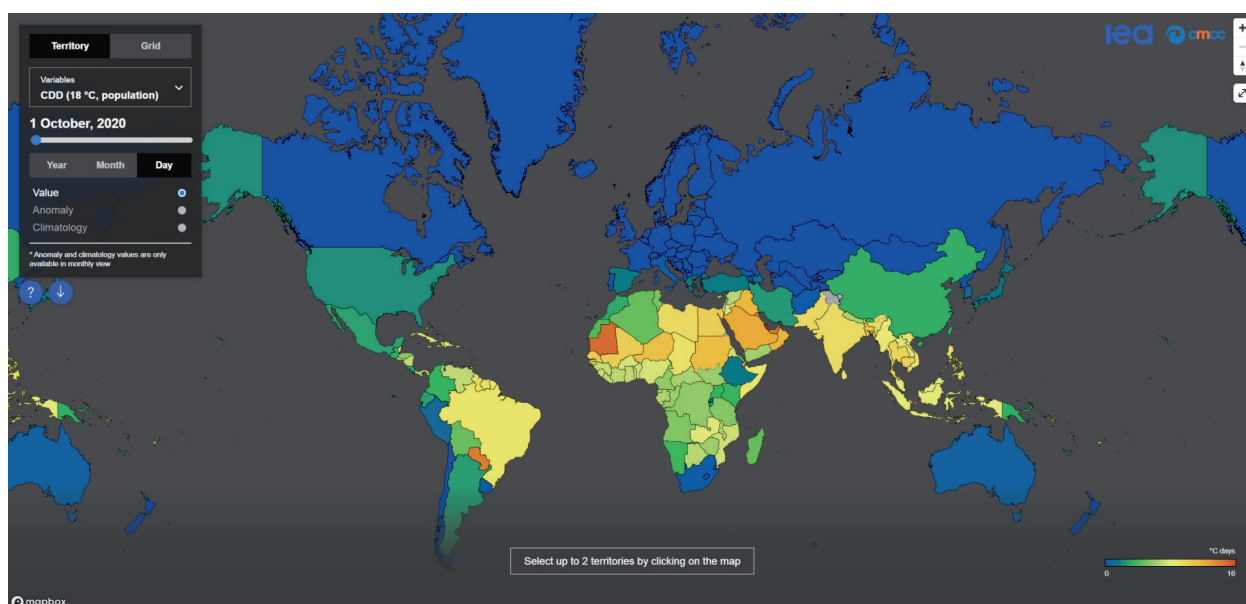 Territory Grid
Variables
CDD (18 °C, population)
1 October, 2020
Year Month Day
Value
Anomaly
Climatology
* Anomaly and climatology values are only
available in monthly view
?
iea cmcc
Select up to 2 territories by clicking on the map
°C days
0 16
mapbox